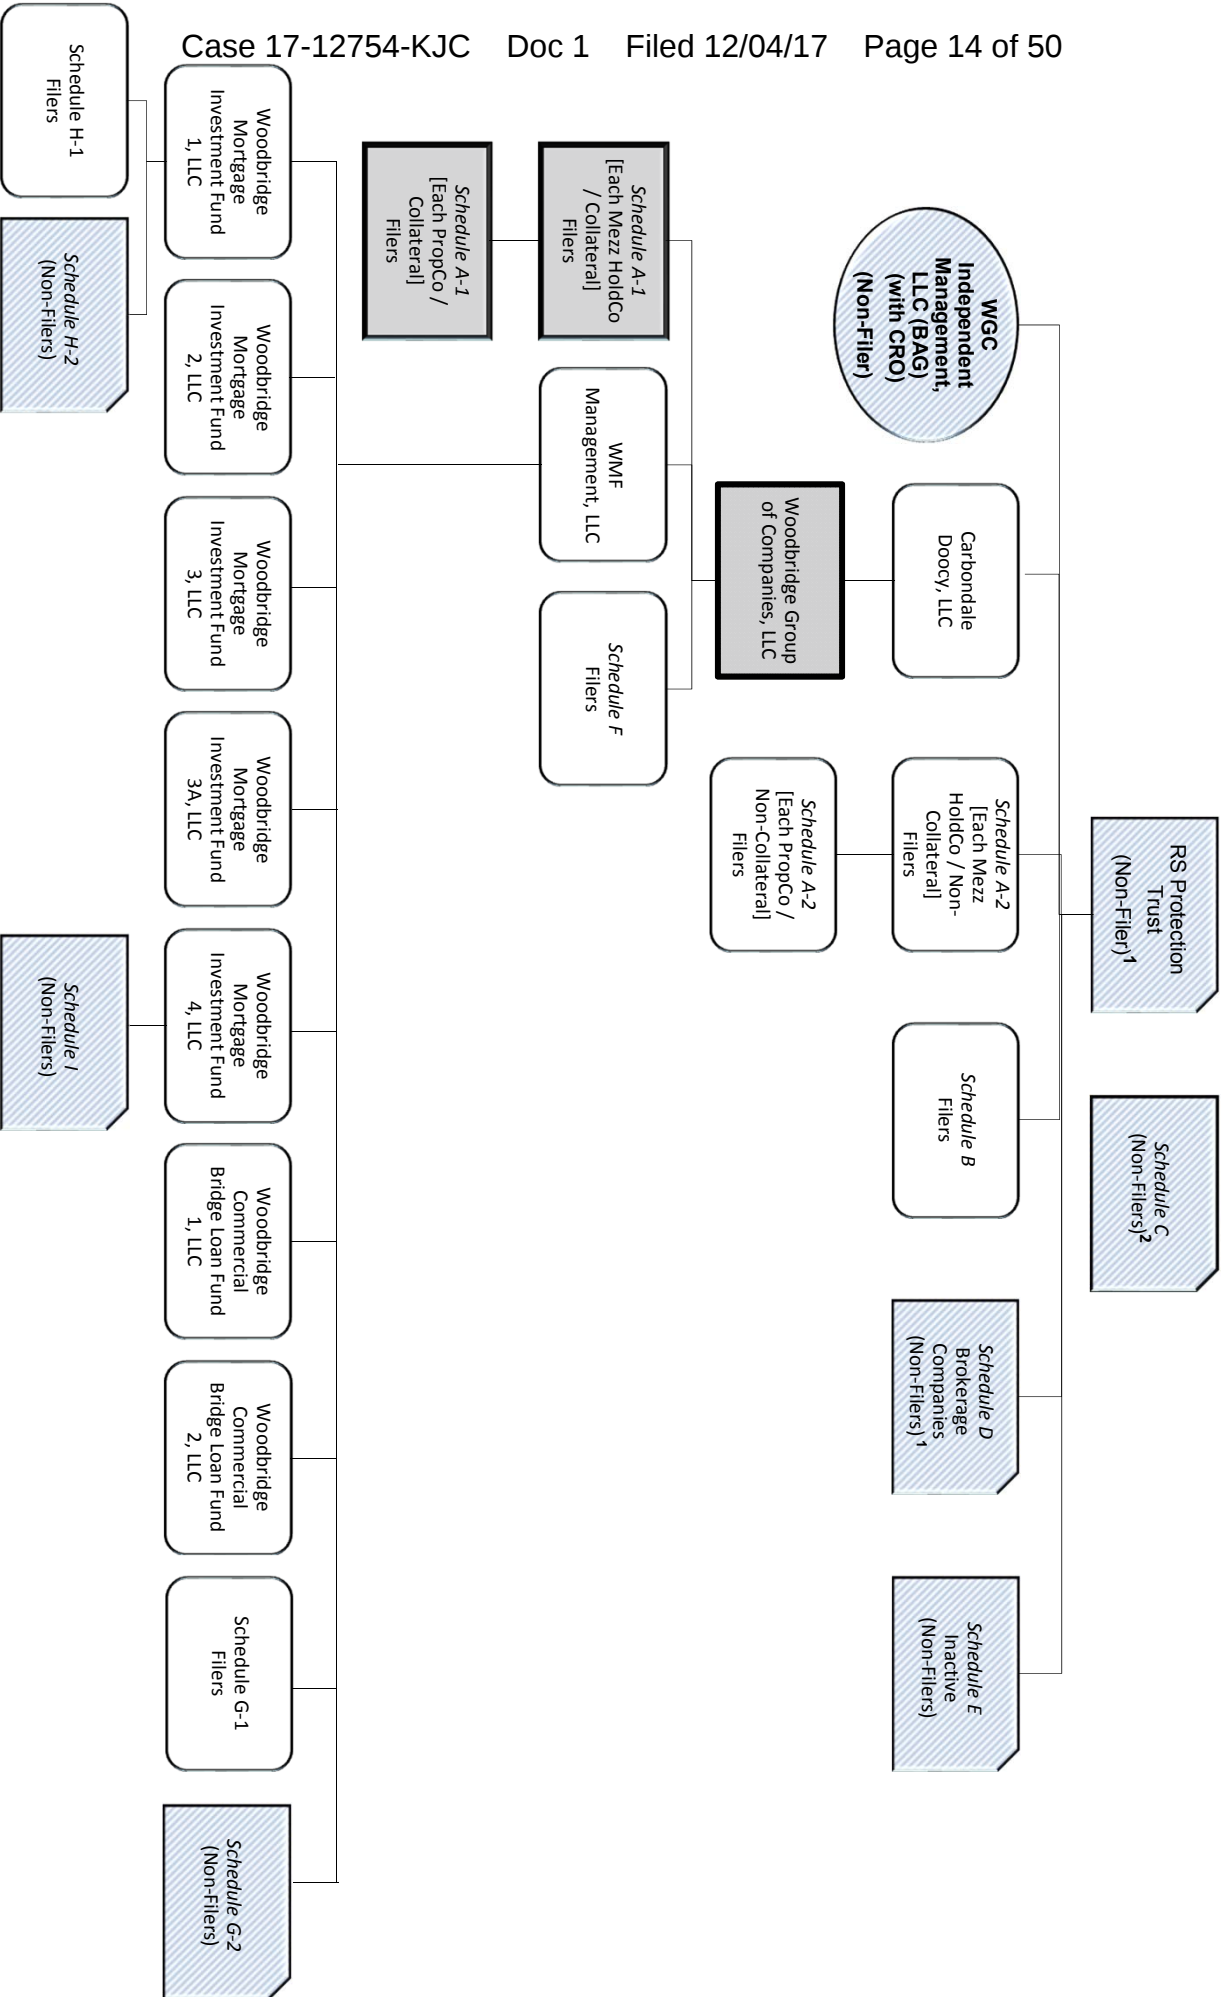 Case 17-12754-KJC Doc 1 Filed 12/04/17 Page 14 of 50
RS Protection
Trust
(Non-Filer)1
Schedule C
(Non-Filers)2
WGC
Independent
Management,
LLC (BAG)
(with CRO)
(Non-Filer)
Carbondale
Doocy, LLC
Schedule A-2
[Each Mezz
HoldCo / Non-
Collateral]
Filers
Schedule B
Filers
Schedule D
Brokerage
Companies
(Non-Filers) 1
Schedule E
Inactive
(Non-Filers)
Woodbridge Group
of Companies, LLC
Schedule A-2
[Each PropCo /
Non-Collateral]
Filers
Schedule A-1
[Each Mezz HoldCo
/ Collateral]
Filers
WMF
Management, LLC
Schedule F
Filers
Schedule A-1
[Each PropCo /
Collateral]
Filers
Woodbridge
Mortgage
Investment Fund
1, LLC
Woodbridge
Mortgage
Investment Fund
2, LLC
Woodbridge
Mortgage
Investment Fund
3, LLC
Woodbridge
Mortgage
Investment Fund
3A, LLC
Woodbridge
Mortgage
Investment Fund
4, LLC
Woodbridge
Commercial
Bridge Loan Fund
1, LLC
Woodbridge
Commercial
Bridge Loan Fund
2, LLC
Schedule G-1
Filers
Schedule G-2
(Non-Filers)
Schedule H-1
Filers
Schedule H-2
(Non-Filers)
Schedule I
(Non-Filers)